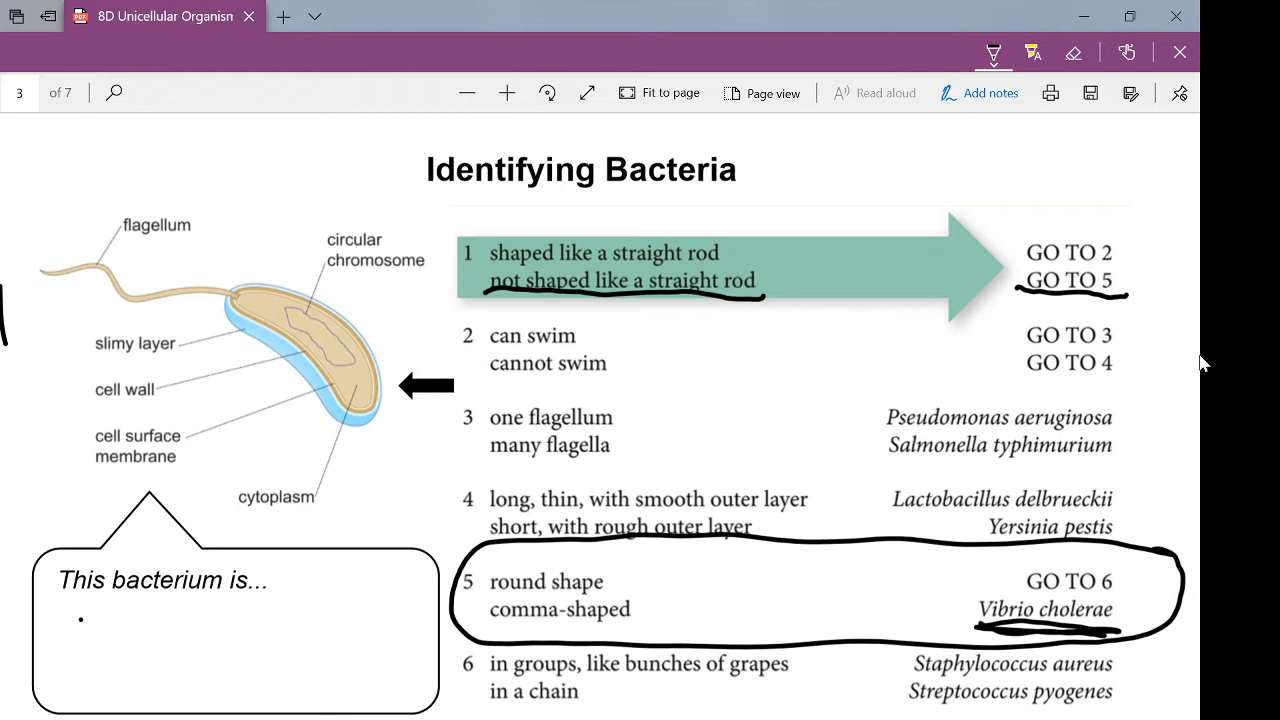 8D Unicellular Organism
3 of 7
Fit to page
Page view
Read aloud
Add notes
Identifying Bacteria
flagellum
circular
chromosome
slimy layer
cell wall
cell surface
membrane
cytoplasm
This bacterium is...
•
1 shaped like a straight rod GO TO 2
not shaped like a straight rod GO TO 5
2 can swim GO TO 3
cannot swim GO TO 4
3 one flagellum Pseudomonas aeruginosa
many flagella Salmonella typhimurium
4 long, thin, with smooth outer layer Lactobacillus delbrueckii
short, with rough outer layer Yersinia pestis
5 round shape GO TO 6
comma-shaped Vibrio cholerae
6 in groups, like bunches of grapes Staphylococcus aureus
in a chain Streptococcus pyogenes